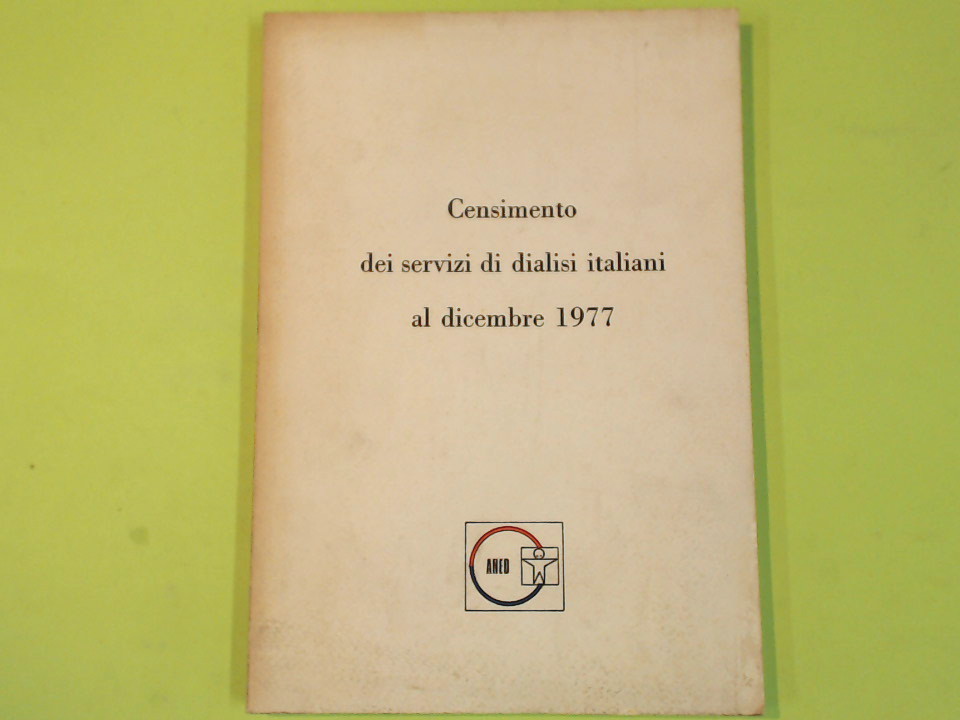 Censimento
dei servizi di dialisi italiani
al dicembre 1977
ANED